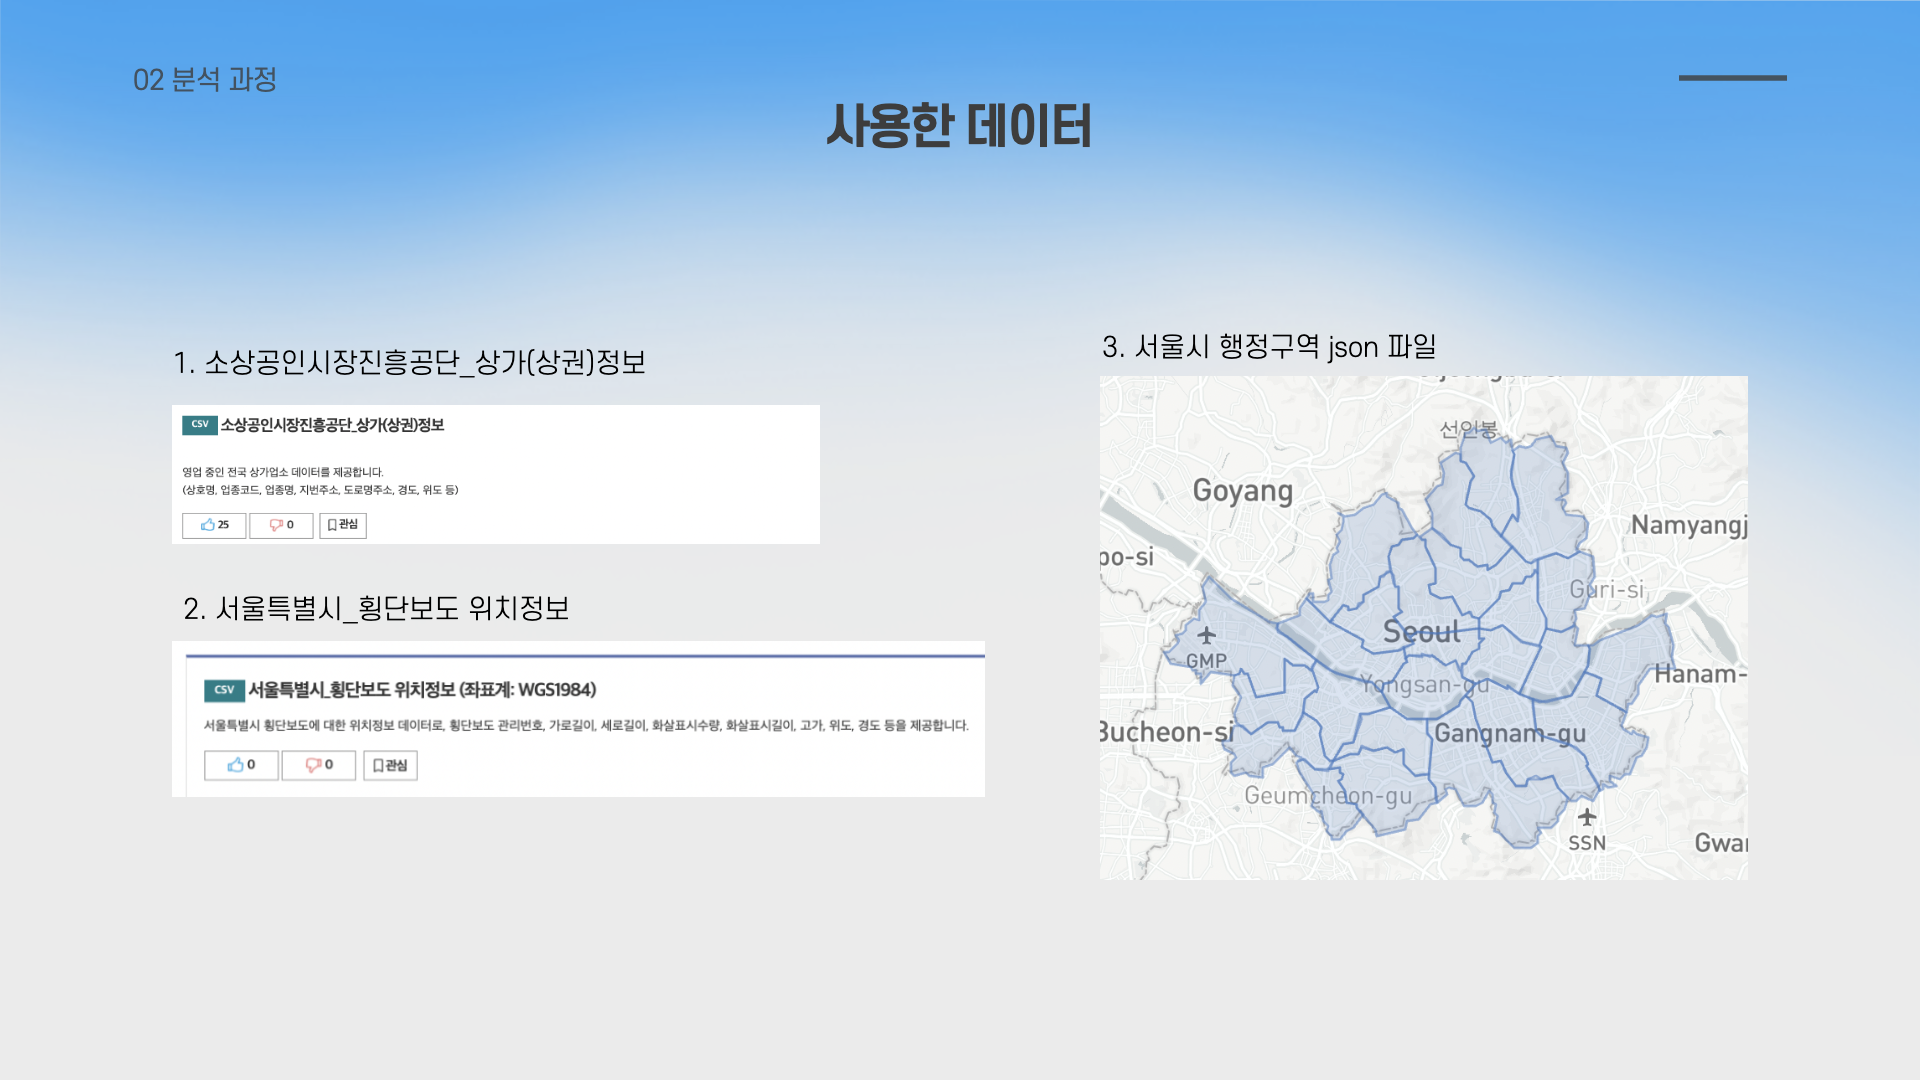 02 분석 과정
사용한 데이터
1. 소상공인시장진흥공단_상가(상권)정보
CSV 소상공인시장진흥공단_상가(상권)정보
영업 중인 전국 상가업소 데이터를 제공합니다.
(상호명, 업종코드, 업종명, 지번주소, 도로명주소, 경도, 위도 등)
25 0 관심
2. 서울특별시_횡단보도 위치정보
CSV 서울특별시_횡단보도 위치정보 (좌표계: WGS1984)
서울특별시 횡단보도에 대한 위치정보 데이터로, 횡단보도 관리번호, 가로길이, 세로길이, 화살표시수량, 화살표시길이, 고가, 위도, 경도 등을 제공합니다.
0 0 관심
3. 서울시 행정구역 json 파일
선인봉
Goyang
Namyangj
po-si
Guri-si
Seoul
GMP
Hanam-
Yongsan-gu
Bucheon-si
Gangnam-gu
Geumcheon-gu
SSN
Gwa